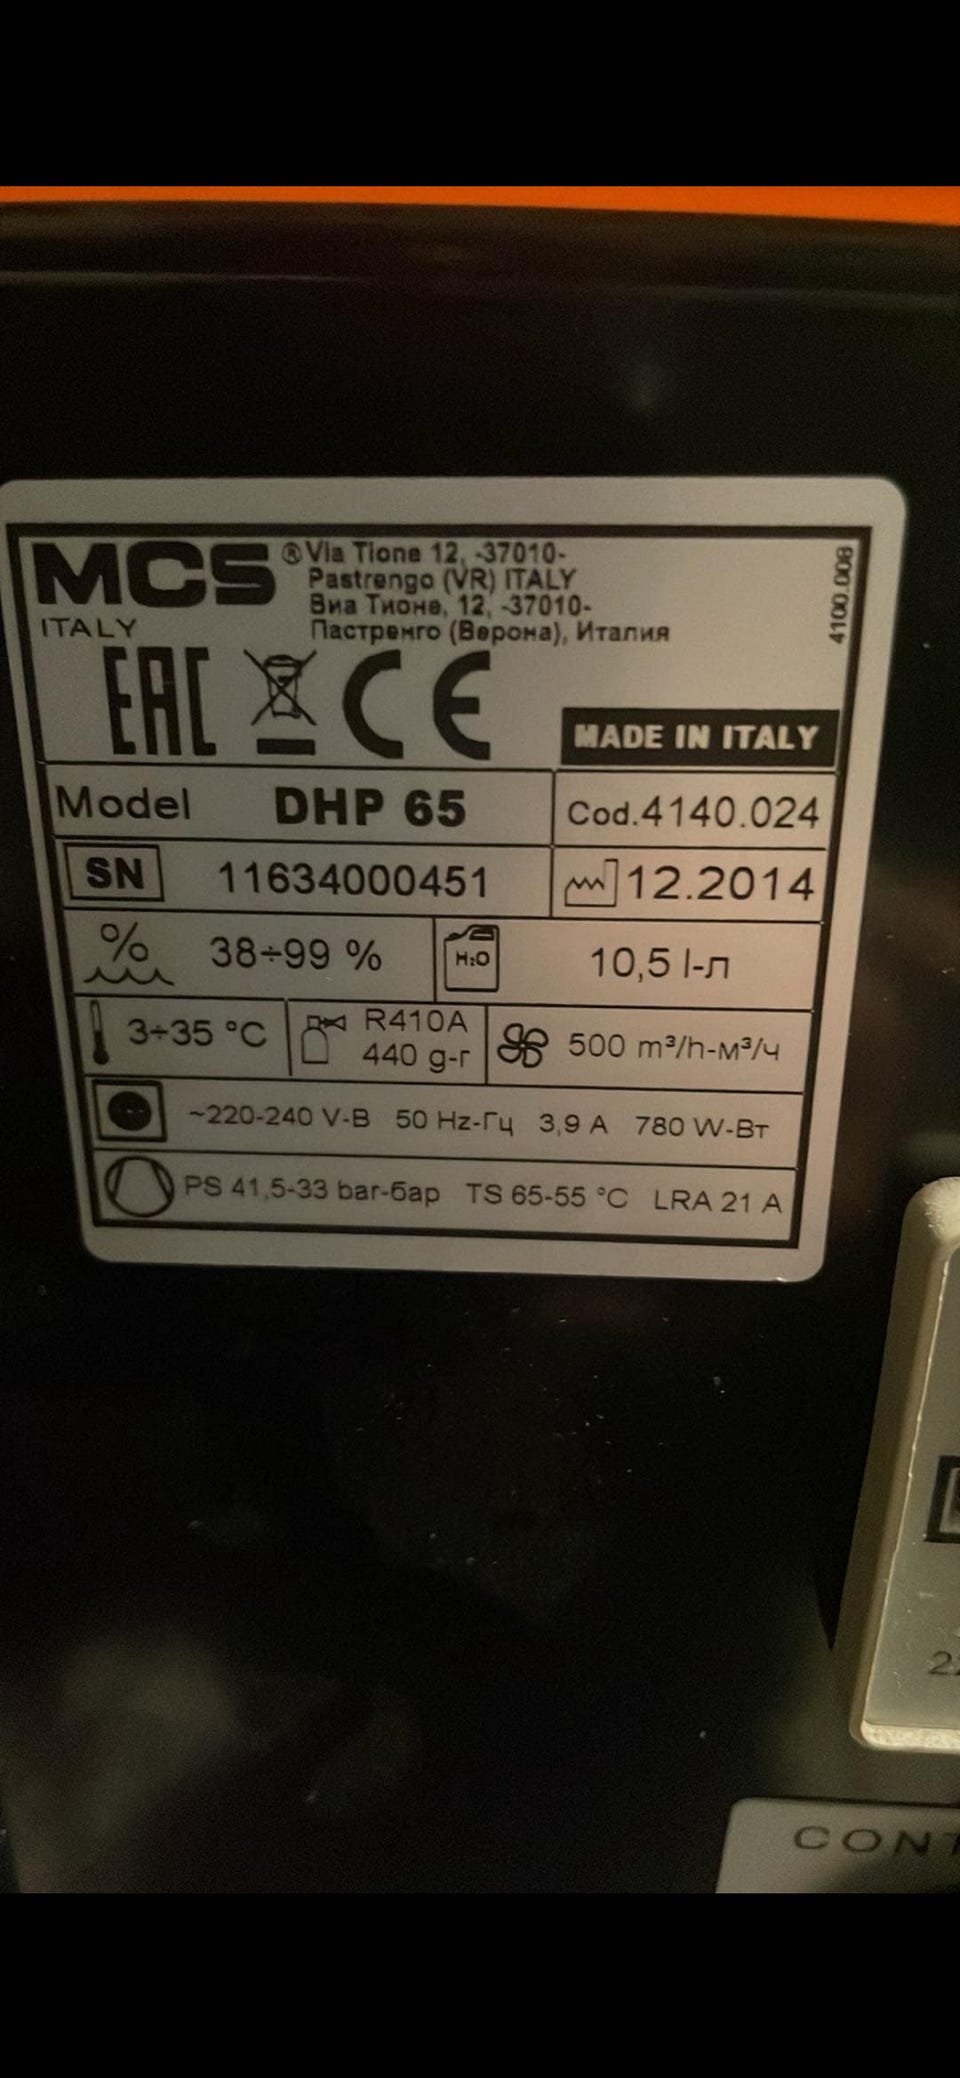 MCS ® Via Tione 12, -37010-
Pastrengo (VR) ITALY
Виа Тионе, 12, -37010-
ITALY Пастренго (Верона), Италия
4100.008
EAC CE
MADE IN ITALY
Model DHP 65 Cod.4140.024
SN 11634000451 12.2014
% 38÷99 % H₂O 10,5 l-л
3÷35 °C R410A
440 g-г 500 m³/h-м³/ч
~220-240 V-В 50 Hz-Гц 3,9 A 780 W-Вт
PS 41,5-33 bar-бар TS 65-55 °C LRA 21 A
CONT